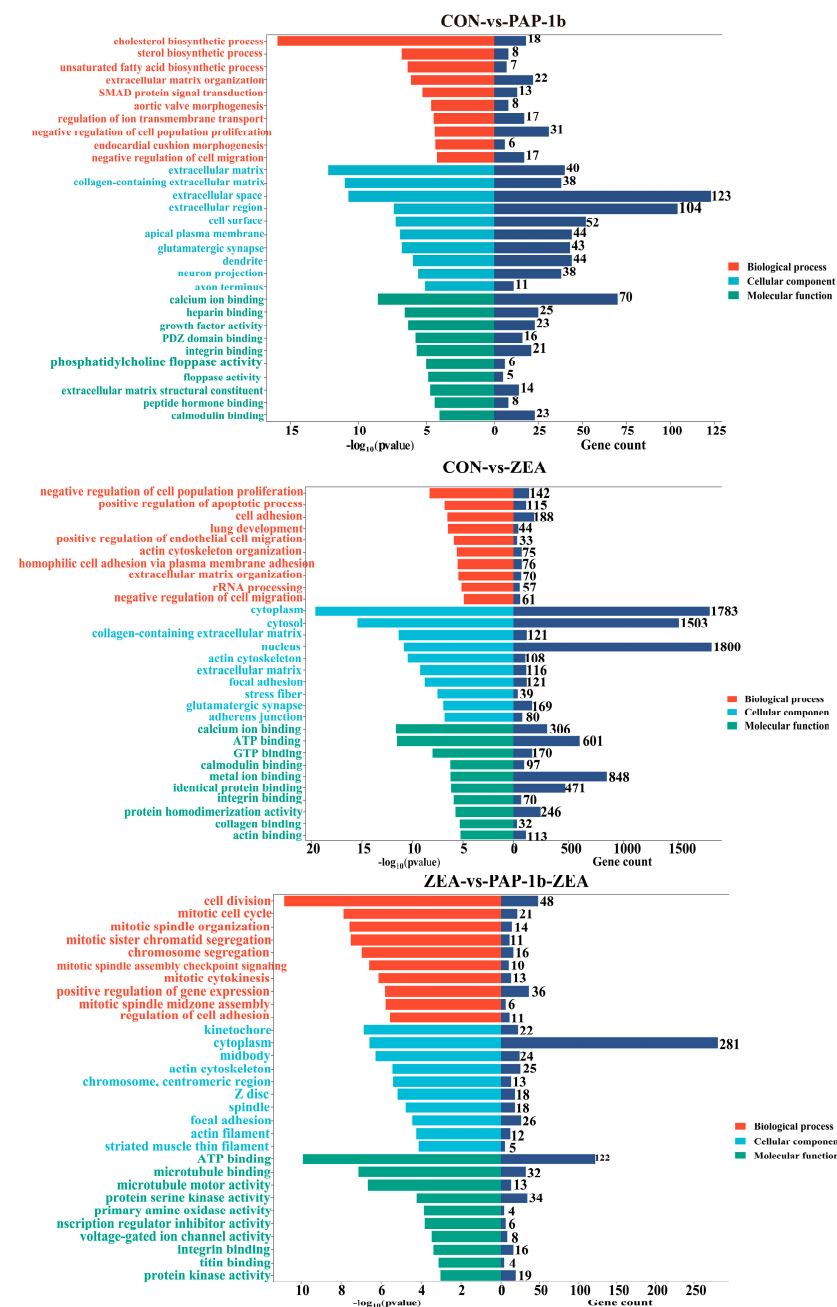 CON-vs-PAP-1b
cholesterol biosynthetic process 18
sterol biosynthetic process 8
unsaturated fatty acid biosynthetic process 7
extracellular matrix organization 22
SMAD protein signal transduction 13
aortic valve morphogenesis 8
regulation of ion transmembrane transport 17
negative regulation of cell population proliferation 31
endocardial cushion morphogenesis 6
negative regulation of cell migration 17
extracellular matrix 40
collagen-containing extracellular matrix 38
extracellular space 123
extracellular region 104
cell surface 52
apical plasma membrane 44
glutamatergic synapse 43
dendrite 44
neuron projection 38
axon terminus 11
calcium ion binding 70
heparin binding 25
growth factor activity 23
PDZ domain binding 16
integrin binding 21
phosphatidylcholine floppase activity 6
floppase activity 5
extracellular matrix structural constituent 14
peptide hormone binding 8
calmodulin binding 23
Biological process
Cellular component
Molecular function
15 10 5 0 25 50 75 100 125
-log10(pvalue) Gene count
CON-vs-ZEA
negative regulation of cell population proliferation 142
positive regulation of apoptotic process 115
cell adhesion 188
lung development 44
positive regulation of endothelial cell migration 33
actin cytoskeleton organization 75
homophilic cell adhesion via plasma membrane adhesion 76
extracellular matrix organization 70
rRNA processing 57
negative regulation of cell migration 61
cytoplasm 1783
cytosol 1503
collagen-containing extracellular matrix 121
nucleus 1800
actin cytoskeleton 108
extracellular matrix 116
focal adhesion 121
stress fiber 39
glutamatergic synapse 169
adherens junction 80
calcium ion binding 306
ATP binding 601
GTP binding 170
calmodulin binding 97
metal ion binding 848
identical protein binding 471
integrin binding 70
protein homodimerization activity 246
collagen binding 32
actin binding 113
Biological process
Cellular componen
Molecular function
20 15 10 5 0 500 1000 1500
-log10(pvalue) Gene count
ZEA-vs-PAP-1b-ZEA
cell division 48
mitotic cell cycle 21
mitotic spindle organization 14
mitotic sister chromatid segregation 11
chromosome segregation 16
mitotic spindle assembly checkpoint signaling 10
mitotic cytokinesis 13
positive regulation of gene expression 36
mitotic spindle midzone assembly 6
regulation of cell adhesion 11
kinetochore 22
cytoplasm 281
midbody 24
actin cytoskeleton 25
chromosome, centromeric region 13
Z disc 18
spindle 18
focal adhesion 26
actin filament 12
striated muscle thin filament 5
ATP binding 122
microtubule binding 32
microtubule motor activity 13
protein serine kinase activity 34
primary amine oxidase activity 4
nscription regulator inhibitor activity 6
voltage-gated ion channel activity 8
integrin binding 16
titin binding 4
protein kinase activity 19
Biological process
Cellular component
Molecular function
10 8 6 4 2 0 50 100 150 200 250
-log10(pvalue) Gene count